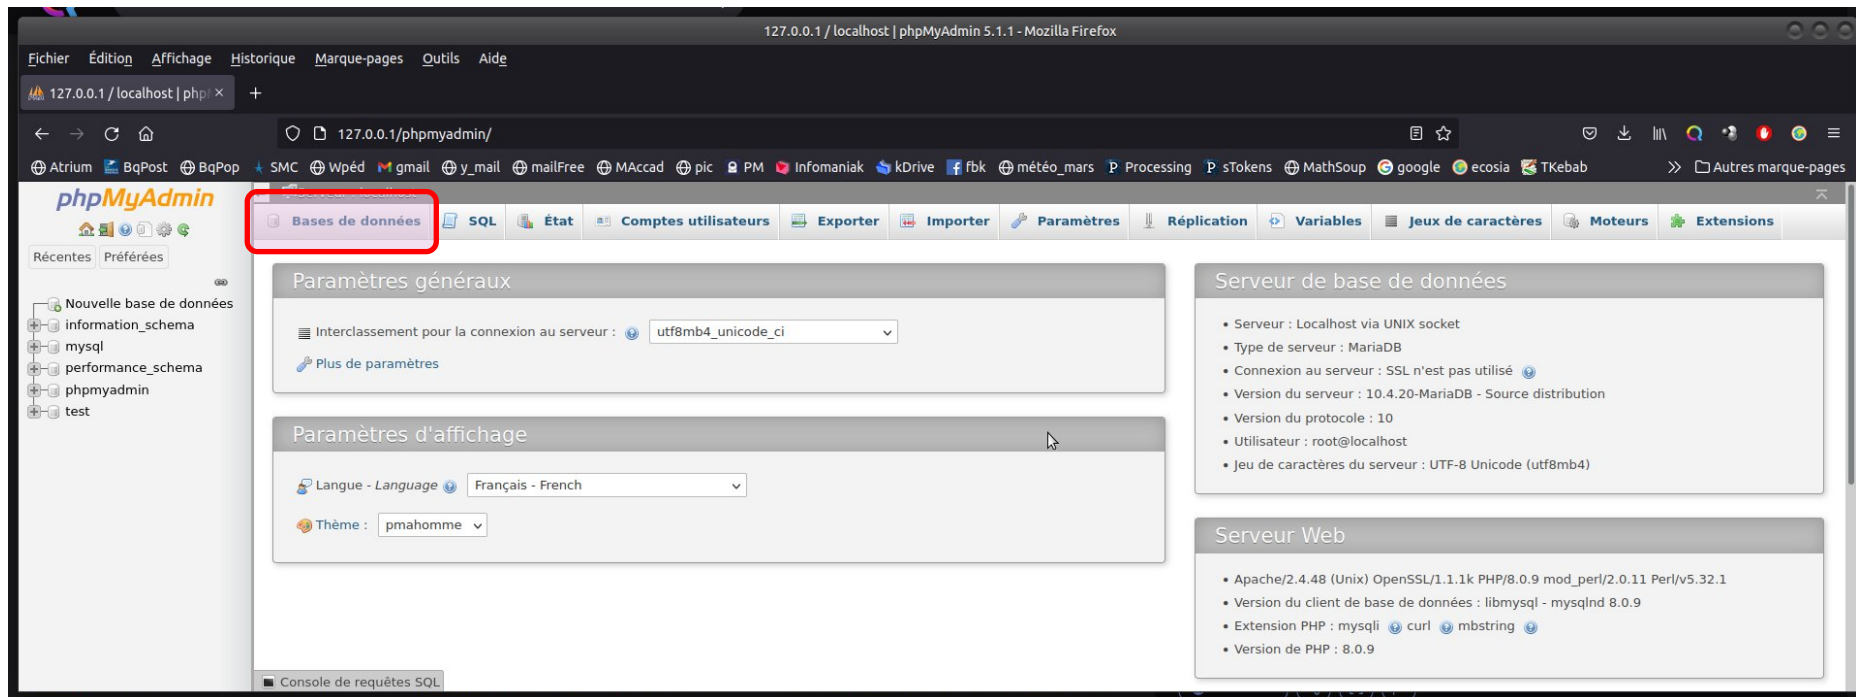 127.0.0.1 / localhost | phpMyAdmin 5.1.1 - Mozilla Firefox
Fichier Édition Affichage Historique Marque-pages Outils Aide
127.0.0.1 / localhost | php
127.0.0.1/phpmyadmin/
Atrium BqPost BqPop SMC Wpéd gmail y_mail mailFree MAccad pic PM Infomaniak kDrive fbk météo_mars Processing sTokens MathSoup google ecosia TKebab Autres marque-pages
phpMyAdmin
Récentes Préférées
Nouvelle base de données
information_schema
mysql
performance_schema
phpmyadmin
test
Bases de données SQL État Comptes utilisateurs Exporter Importer Paramètres Réplication Variables Jeux de caractères Moteurs Extensions
Paramètres généraux
Interclassement pour la connexion au serveur : utf8mb4_unicode_ci
Plus de paramètres
Paramètres d'affichage
Langue - Language Français - French
Thème : pmahomme
Serveur de base de données
• Serveur : Localhost via UNIX socket
• Type de serveur : MariaDB
• Connexion au serveur : SSL n'est pas utilisé
• Version du serveur : 10.4.20-MariaDB - Source distribution
• Version du protocole : 10
• Utilisateur : root@localhost
• Jeu de caractères du serveur : UTF-8 Unicode (utf8mb4)
Serveur Web
• Apache/2.4.48 (Unix) OpenSSL/1.1.1k PHP/8.0.9 mod_perl/2.0.11 Perl/v5.32.1
• Version du client de base de données : libmysql - mysqlnd 8.0.9
• Extension PHP : mysqli curl mbstring
• Version de PHP : 8.0.9
Console de requêtes SQL